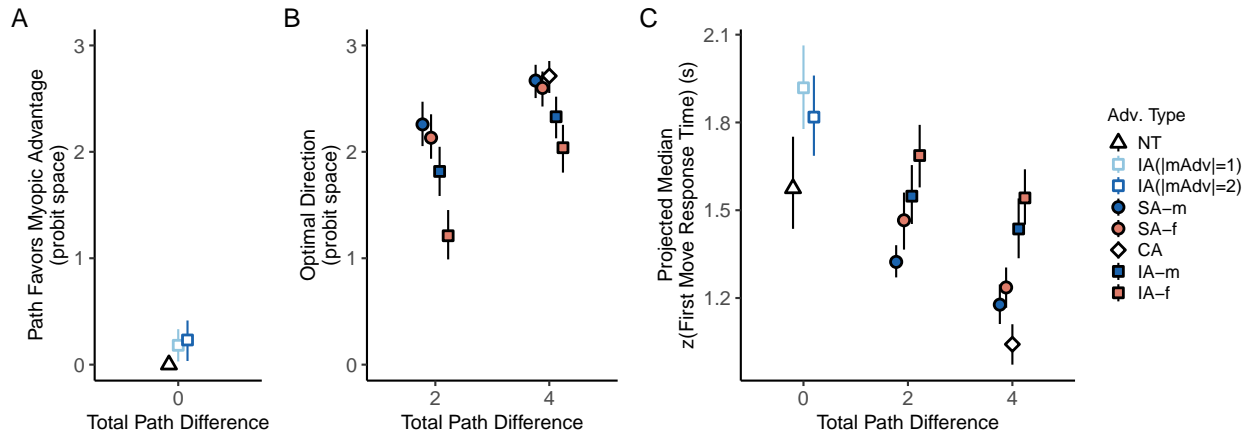 A
Path Favors Myopic Advantage
(probit space)
3
2
1
0
0
Total Path Difference
B
Optimal Direction
(probit space)
3
2
1
0
2
4
Total Path Difference
C
Projected Median
z(First Move Response Time) (s)
2.1
1.8
1.5
1.2
0
2
4
Total Path Difference
Adv. Type
NT
IA(|mAdv|=1)
IA(|mAdv|=2)
SA−m
SA−f
CA
IA−m
IA−f